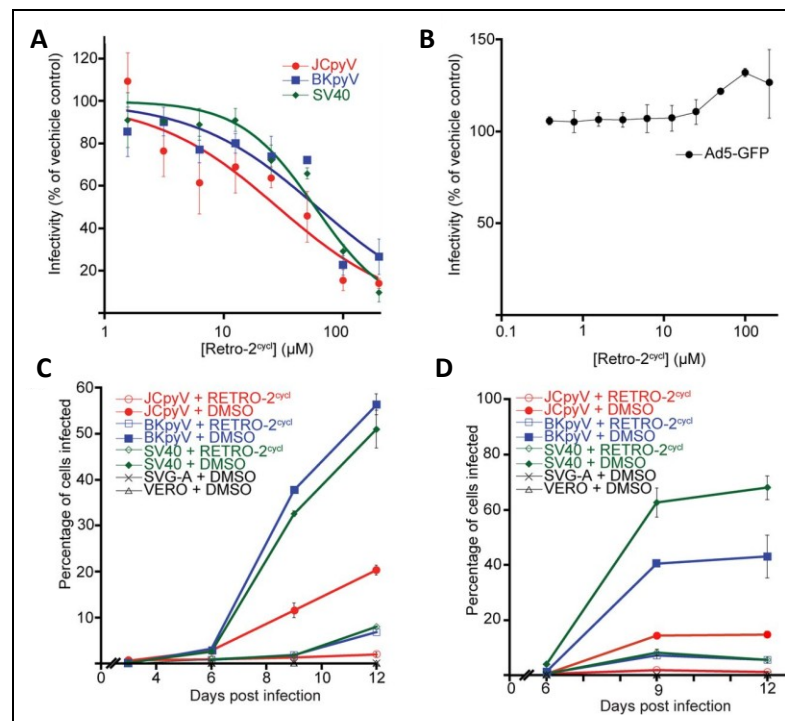 A
120
100
80
60
40
20
1
10
100
Infectivity (% of vechicle control)
[Retro-2cycl] (µM)
JCpyV
BKpyV
SV40
B
150
100
50
0.1
1
10
100
Infectivity (% of vechicle control)
[Retro-2cycl] (µM)
Ad5-GFP
C
60
50
40
30
20
10
0
4
6
8
10
12
Percentage of cells infected
Days post infection
JCpyV + RETRO-2cycl
JCpyV + DMSO
BKpyV + RETRO-2cycl
BKpyV + DMSO
SV40 + RETRO-2cycl
SV40 + DMSO
SVG-A + DMSO
VERO + DMSO
D
100
80
60
40
20
0
6
9
12
Percentage of cells infected
Days post infection
JCpyV + RETRO-2cycl
JCpyV + DMSO
BKpyV + RETRO-2cycl
BKpyV + DMSO
SV40 + RETRO-2cycl
SV40 + DMSO
SVG-A + DMSO
VERO + DMSO